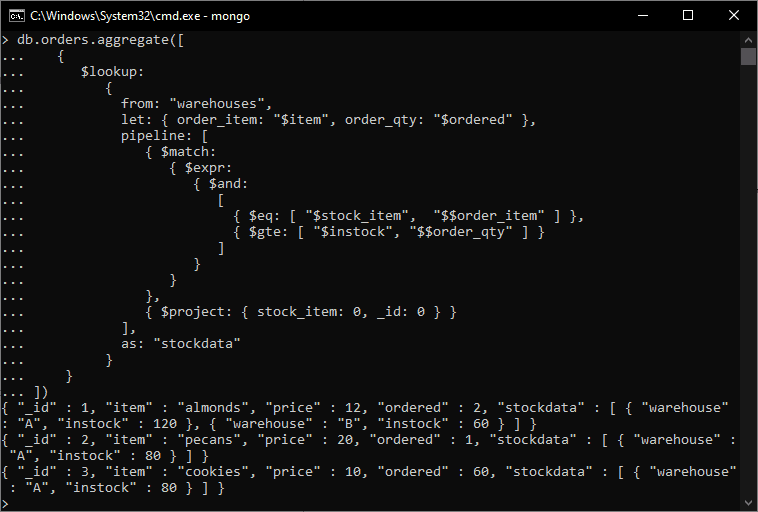 C:\Windows\System32\cmd.exe - mongo
> db.orders.aggregate([
...    {
...       $lookup:
...          {
...            from: "warehouses",
...            let: { order_item: "$item", order_qty: "$ordered" },
...            pipeline: [
...               { $match:
...                  { $expr:
...                     { $and:
...                        [
...                          { $eq: [ "$stock_item",  "$$order_item" ] },
...                          { $gte: [ "$instock", "$$order_qty" ] }
...                        ]
...                     }
...                  }
...               },
...               { $project: { stock_item: 0, _id: 0 } }
...            ],
...            as: "stockdata"
...          }
...     }
... ])
{ "_id" : 1, "item" : "almonds", "price" : 12, "ordered" : 2, "stockdata" : [ { "warehouse"
: "A", "instock" : 120 }, { "warehouse" : "B", "instock" : 60 } ] }
{ "_id" : 2, "item" : "pecans", "price" : 20, "ordered" : 1, "stockdata" : [ { "warehouse" :
"A", "instock" : 80 } ] }
{ "_id" : 3, "item" : "cookies", "price" : 10, "ordered" : 60, "stockdata" : [ { "warehouse"
: "A", "instock" : 80 } ] }
>